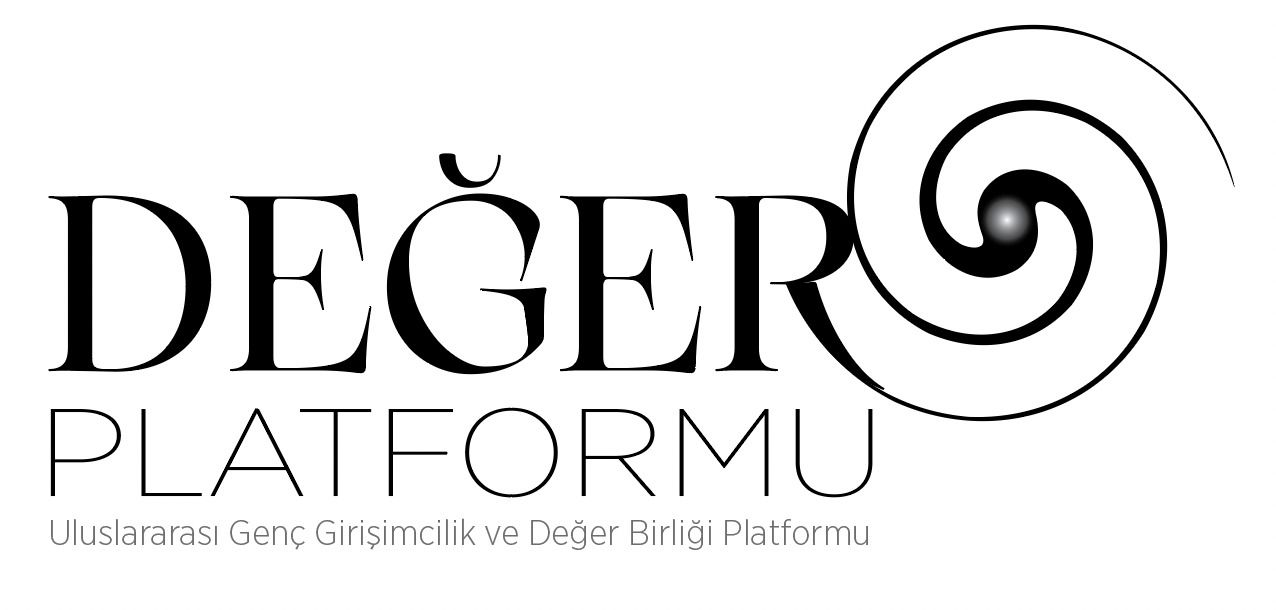 DEĞER
PLATFORMU
Uluslararası Genç Girişimcilik ve Değer Birliği Platformu